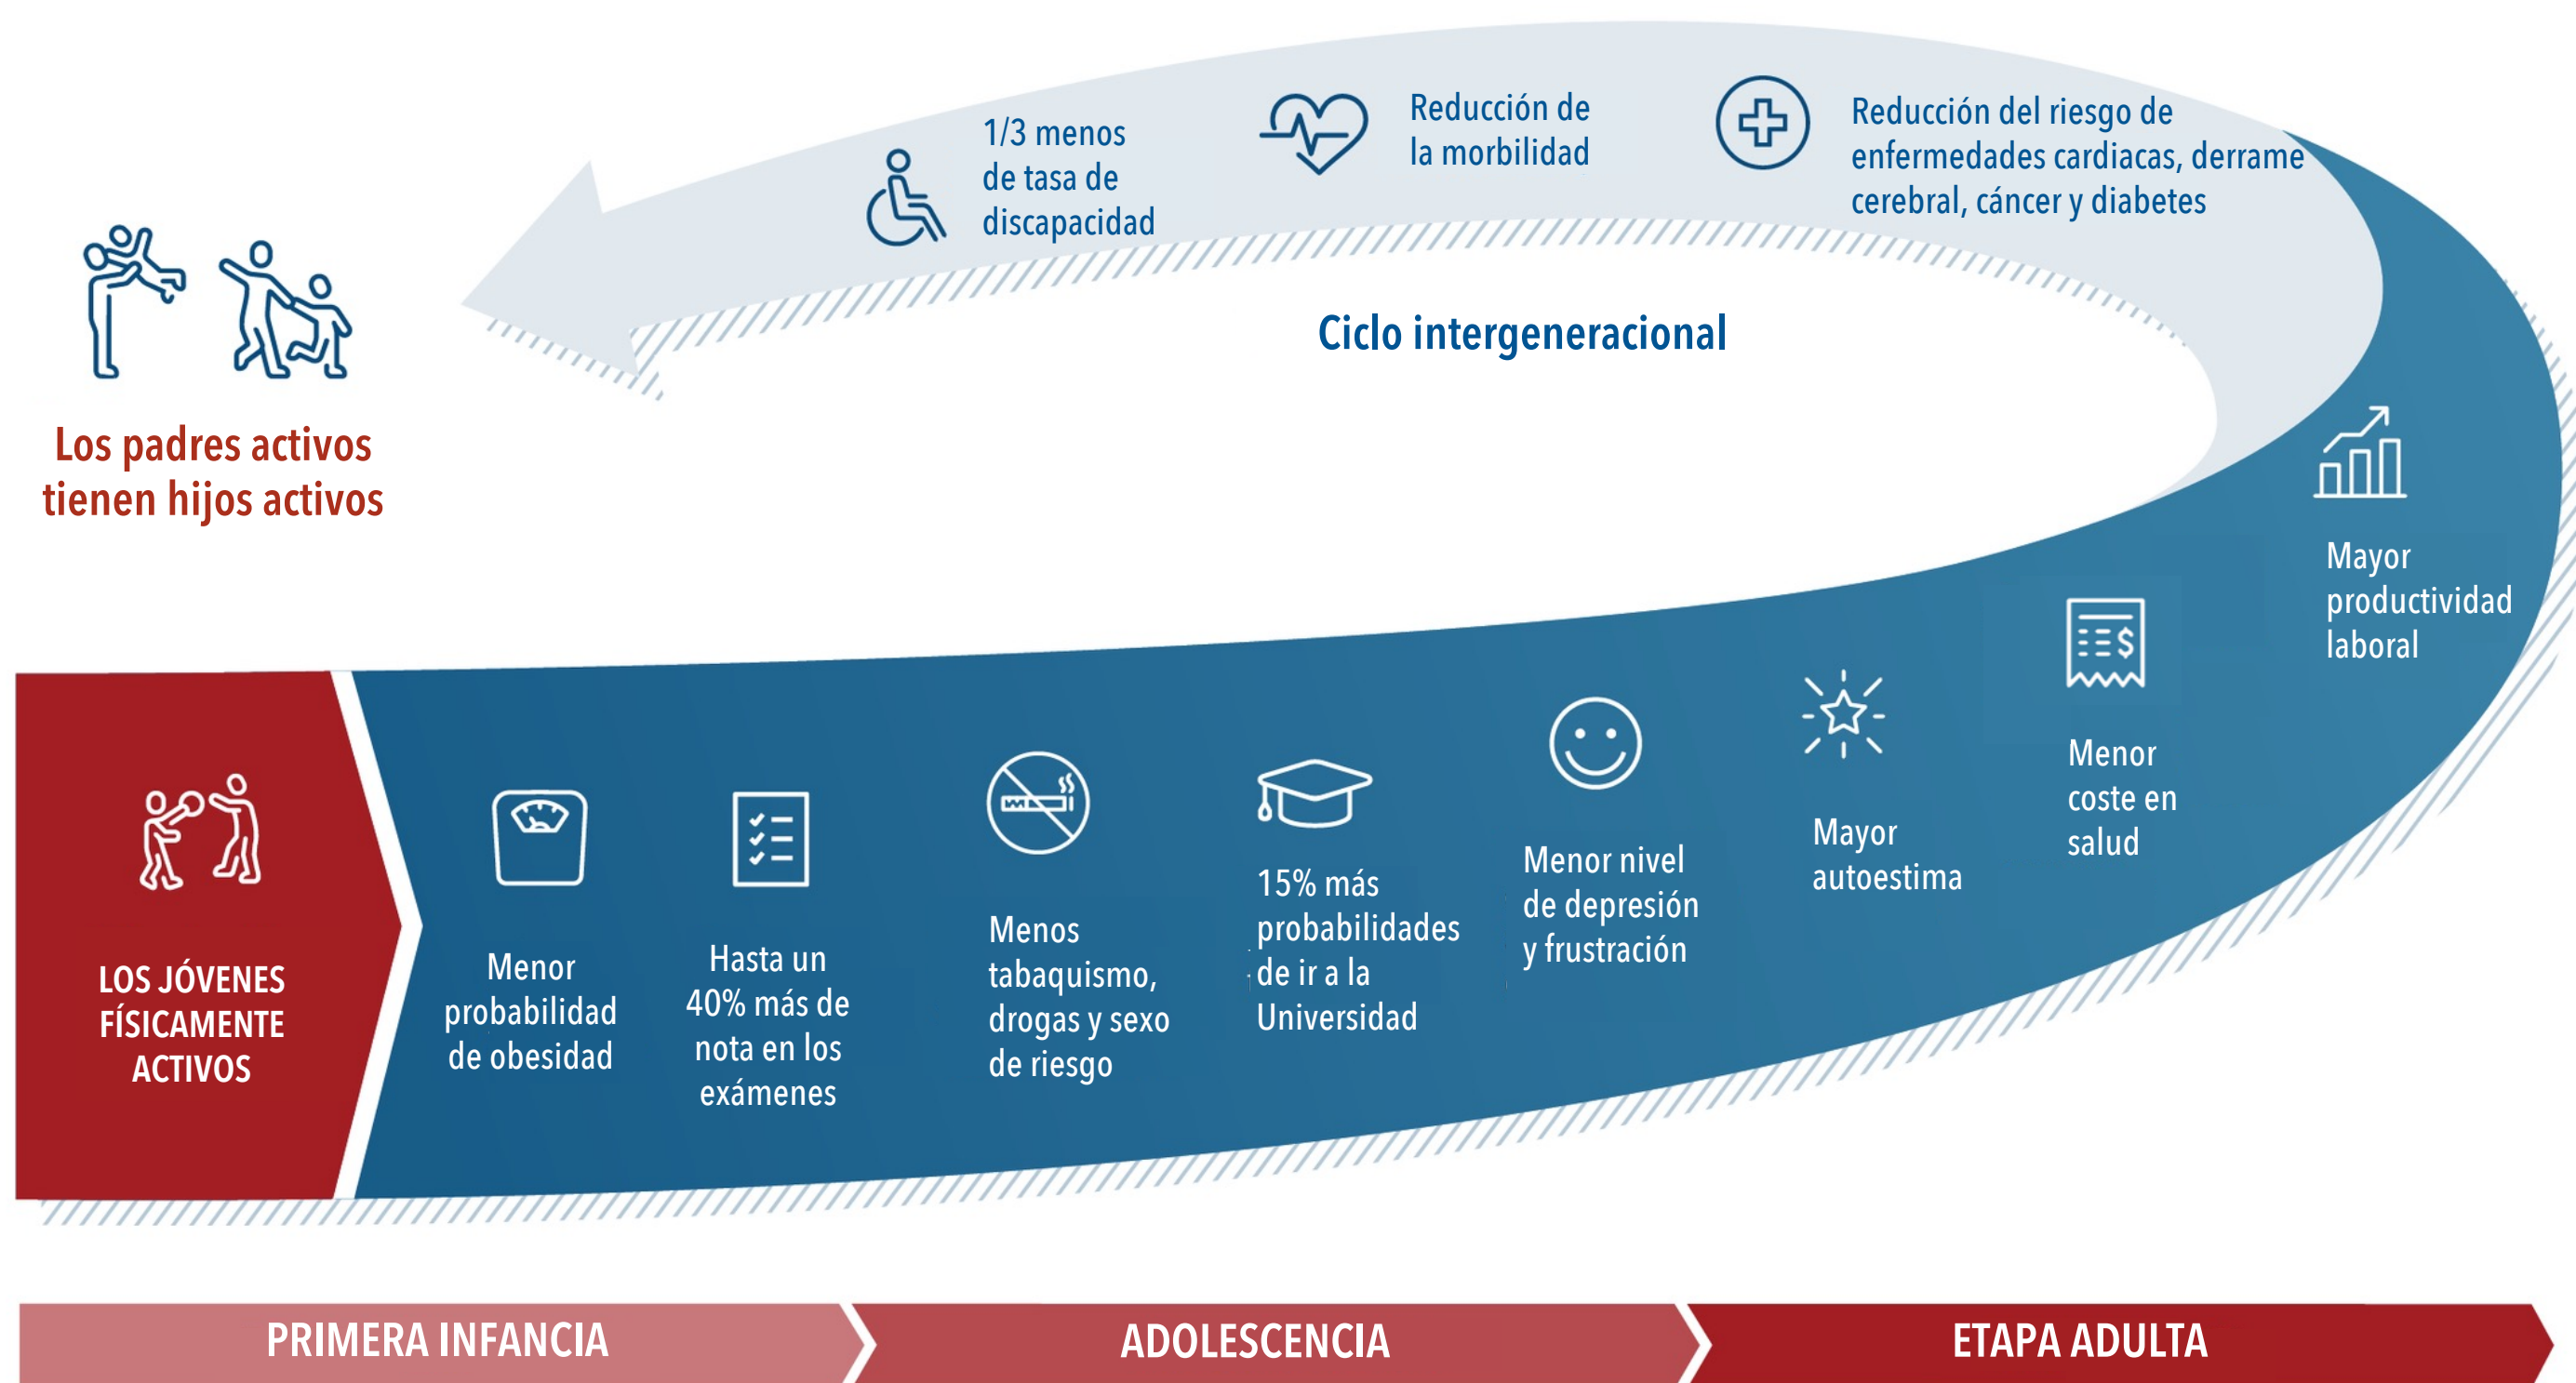 1/3 menos
de tasa de
discapacidad
Reducción de
la morbilidad
Reducción del riesgo de
enfermedades cardiacas, derrame
cerebral, cáncer y diabetes
Ciclo intergeneracional
Los padres activos
tienen hijos activos
LOS JÓVENES
FÍSICAMENTE
ACTIVOS
Menor
probabilidad
de obesidad
Hasta un
40% más de
nota en los
exámenes
Menos
tabaquismo,
drogas y sexo
de riesgo
15% más
probabilidades
de ir a la
Universidad
Menor nivel
de depresión
y frustración
Mayor
autoestima
$
Menor
coste en
salud
Mayor
productividad
laboral
PRIMERA INFANCIA
ADOLESCENCIA
ETAPA ADULTA